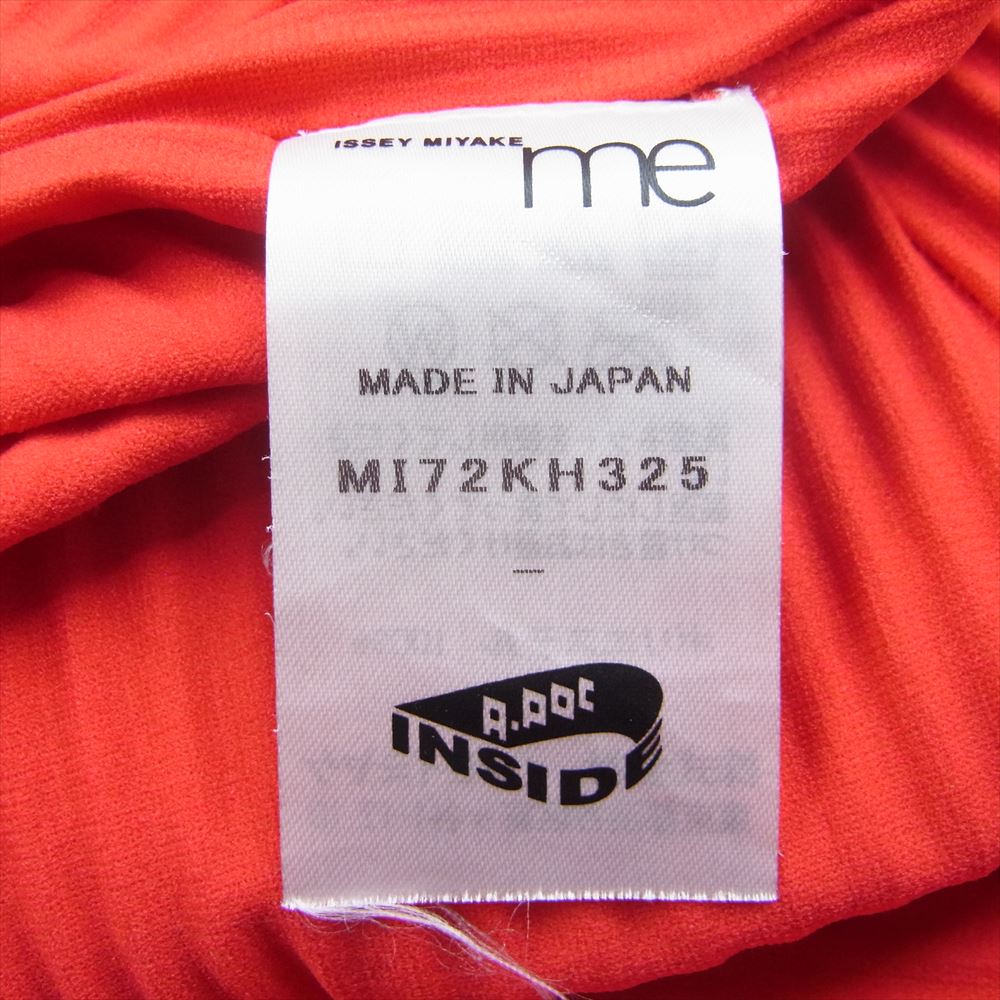 ISSEY MIYAKE me
MADE IN JAPAN
MI72KH325
—
A-POC
INSIDE